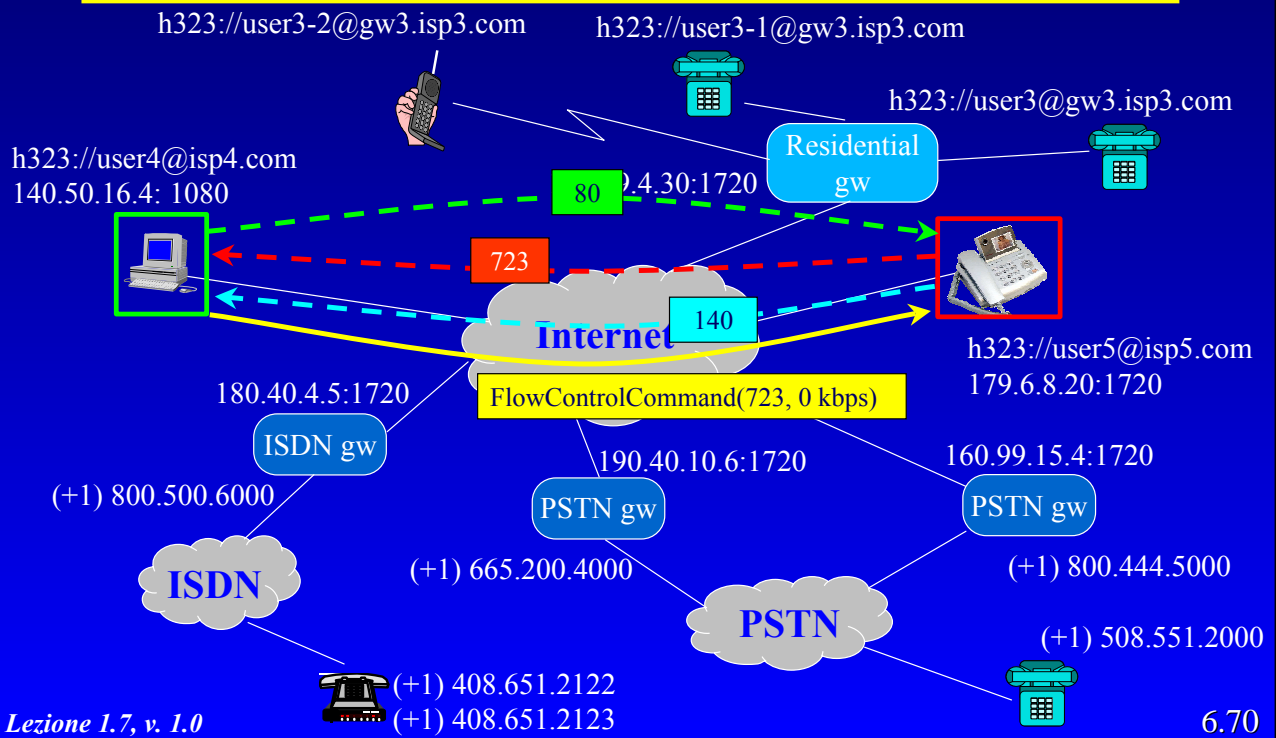 h323://user3-2@gw3.isp3.com
h323://user3-1@gw3.isp3.com
h323://user3@gw3.isp3.com
h323://user4@isp4.com
140.50.16.4: 1080
Residential
gw
9.4.30:1720
80
723
140
Internet
h323://user5@isp5.com
179.6.8.20:1720
180.40.4.5:1720
FlowControlCommand(723, 0 kbps)
ISDN gw
190.40.10.6:1720
160.99.15.4:1720
(+1) 800.500.6000
PSTN gw
PSTN gw
ISDN
(+1) 665.200.4000
(+1) 800.444.5000
PSTN
(+1) 508.551.2000
(+1) 408.651.2122
(+1) 408.651.2123
Lezione 1.7, v. 1.0
6.70